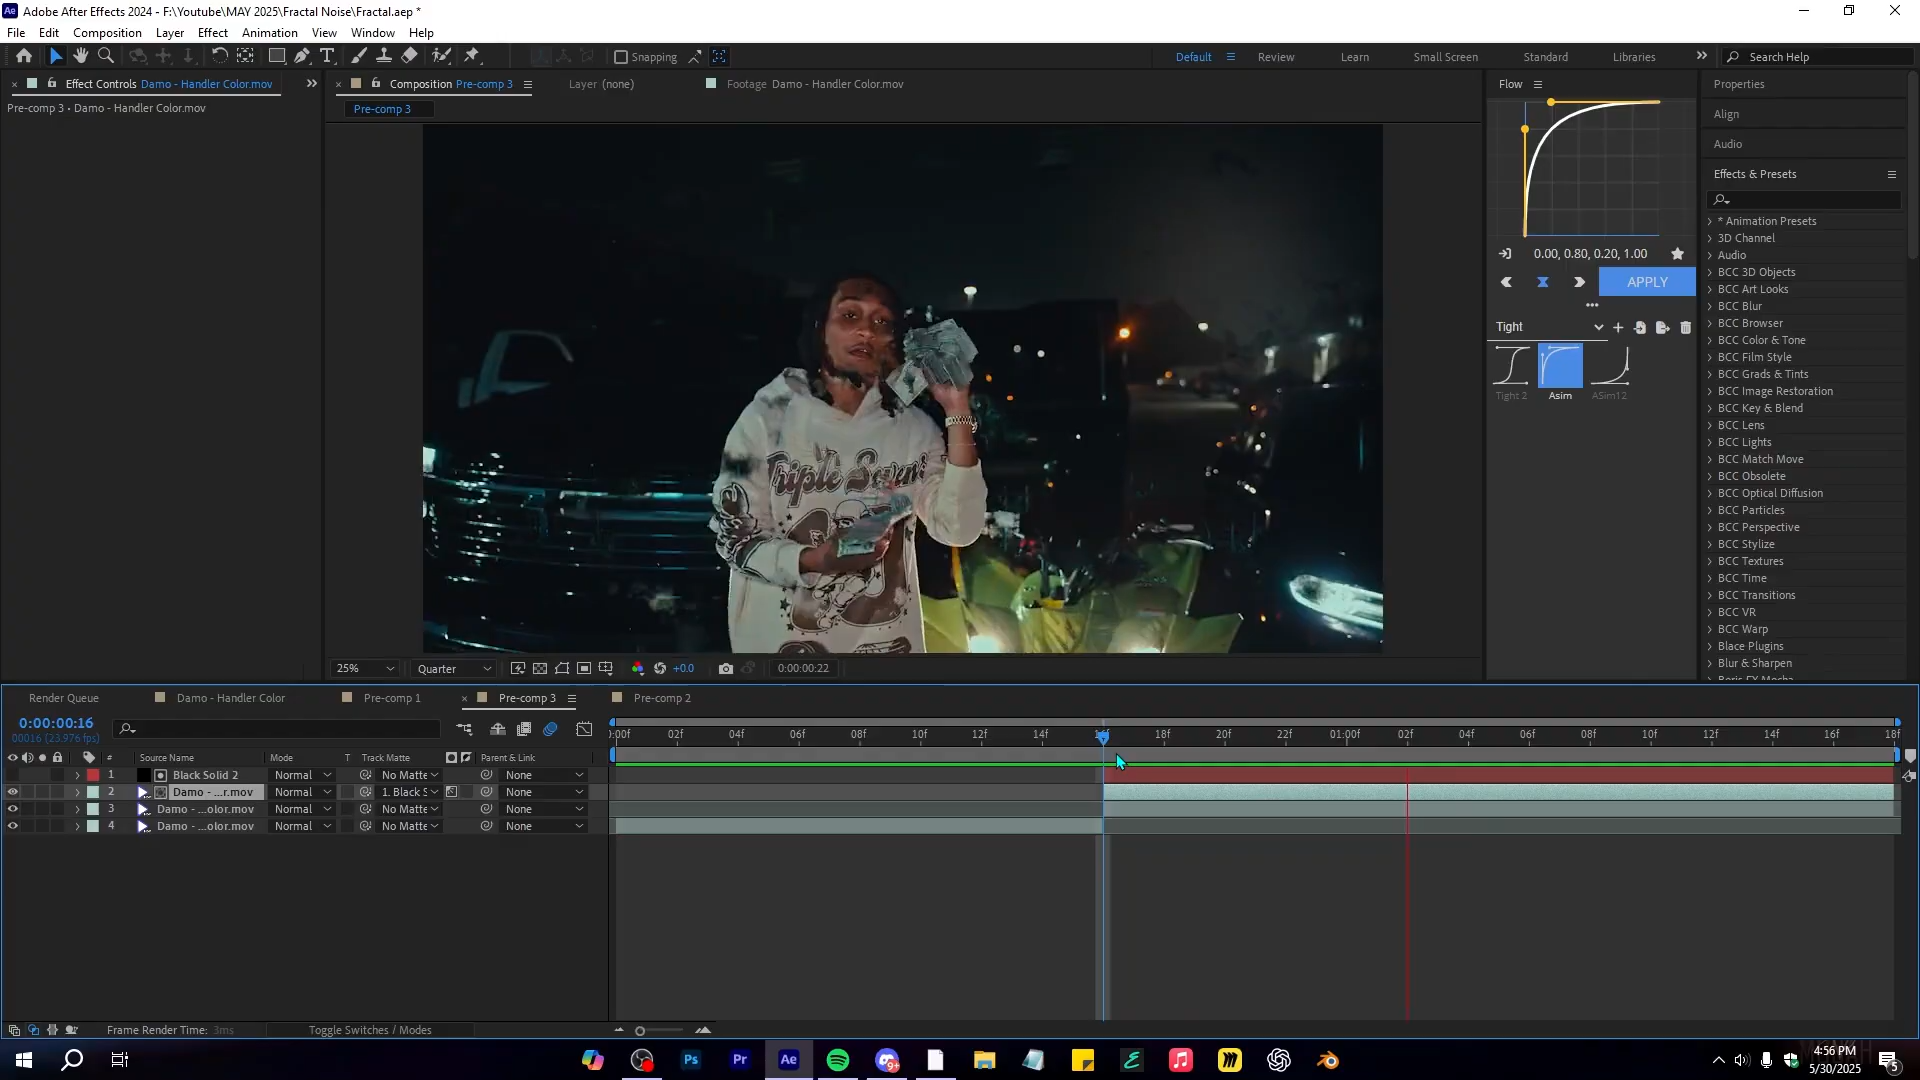 Adobe After Effects 2024 - F:\Youtube\MAY 2025\Fractal Noise\Fractal.aep *
File Edit Composition Layer Effect Animation View Window Help
Snapping
Default Review Learn Small Screen Standard Libraries Search Help
Effect Controls Damo - Handler Color.mov
Composition Pre-comp 3
Layer (none)
Footage Damo - Handler Color.mov
Pre-comp 3 • Damo - Handler Color.mov
Pre-comp 3
Triple Sevens
25%
Quarter
+0.0
0:00:00:22
Flow
0.00, 0.80, 0.20, 1.00
APPLY
Tight
Tight 2 Asim ASim12
Properties
Align
Audio
Effects & Presets
* Animation Presets
3D Channel
Audio
BCC 3D Objects
BCC Art Looks
BCC Blur
BCC Browser
BCC Color & Tone
BCC Film Style
BCC Grads & Tints
BCC Image Restoration
BCC Key & Blend
BCC Lens
BCC Lights
BCC Match Move
BCC Obsolete
BCC Optical Diffusion
BCC Particles
BCC Perspective
BCC Stylize
BCC Textures
BCC Time
BCC Transitions
BCC VR
BCC Warp
Blace Plugins
Blur & Sharpen
Boris FX Mocha
Render Queue Damo - Handler Color Pre-comp 1 Pre-comp 3 Pre-comp 2
0:00:00:16
00016 (23.976 fps)
:00f 02f 04f 06f 08f 10f 12f 14f 16f 18f 20f 22f 01:00f 02f 04f 06f 08f 10f 12f 14f 16f 18f
# Source Name Mode T Track Matte Parent & Link
1 Black Solid 2 Normal No Matte None
2 Damo - ...r.mov Normal 1. Black S None
3 Damo - ...olor.mov Normal No Matte None
4 Damo - ...olor.mov Normal No Matte None
Frame Render Time: 3ms
Toggle Switches / Modes
Ps Pr Ae
9+
4:56 PM
5/30/2025
5